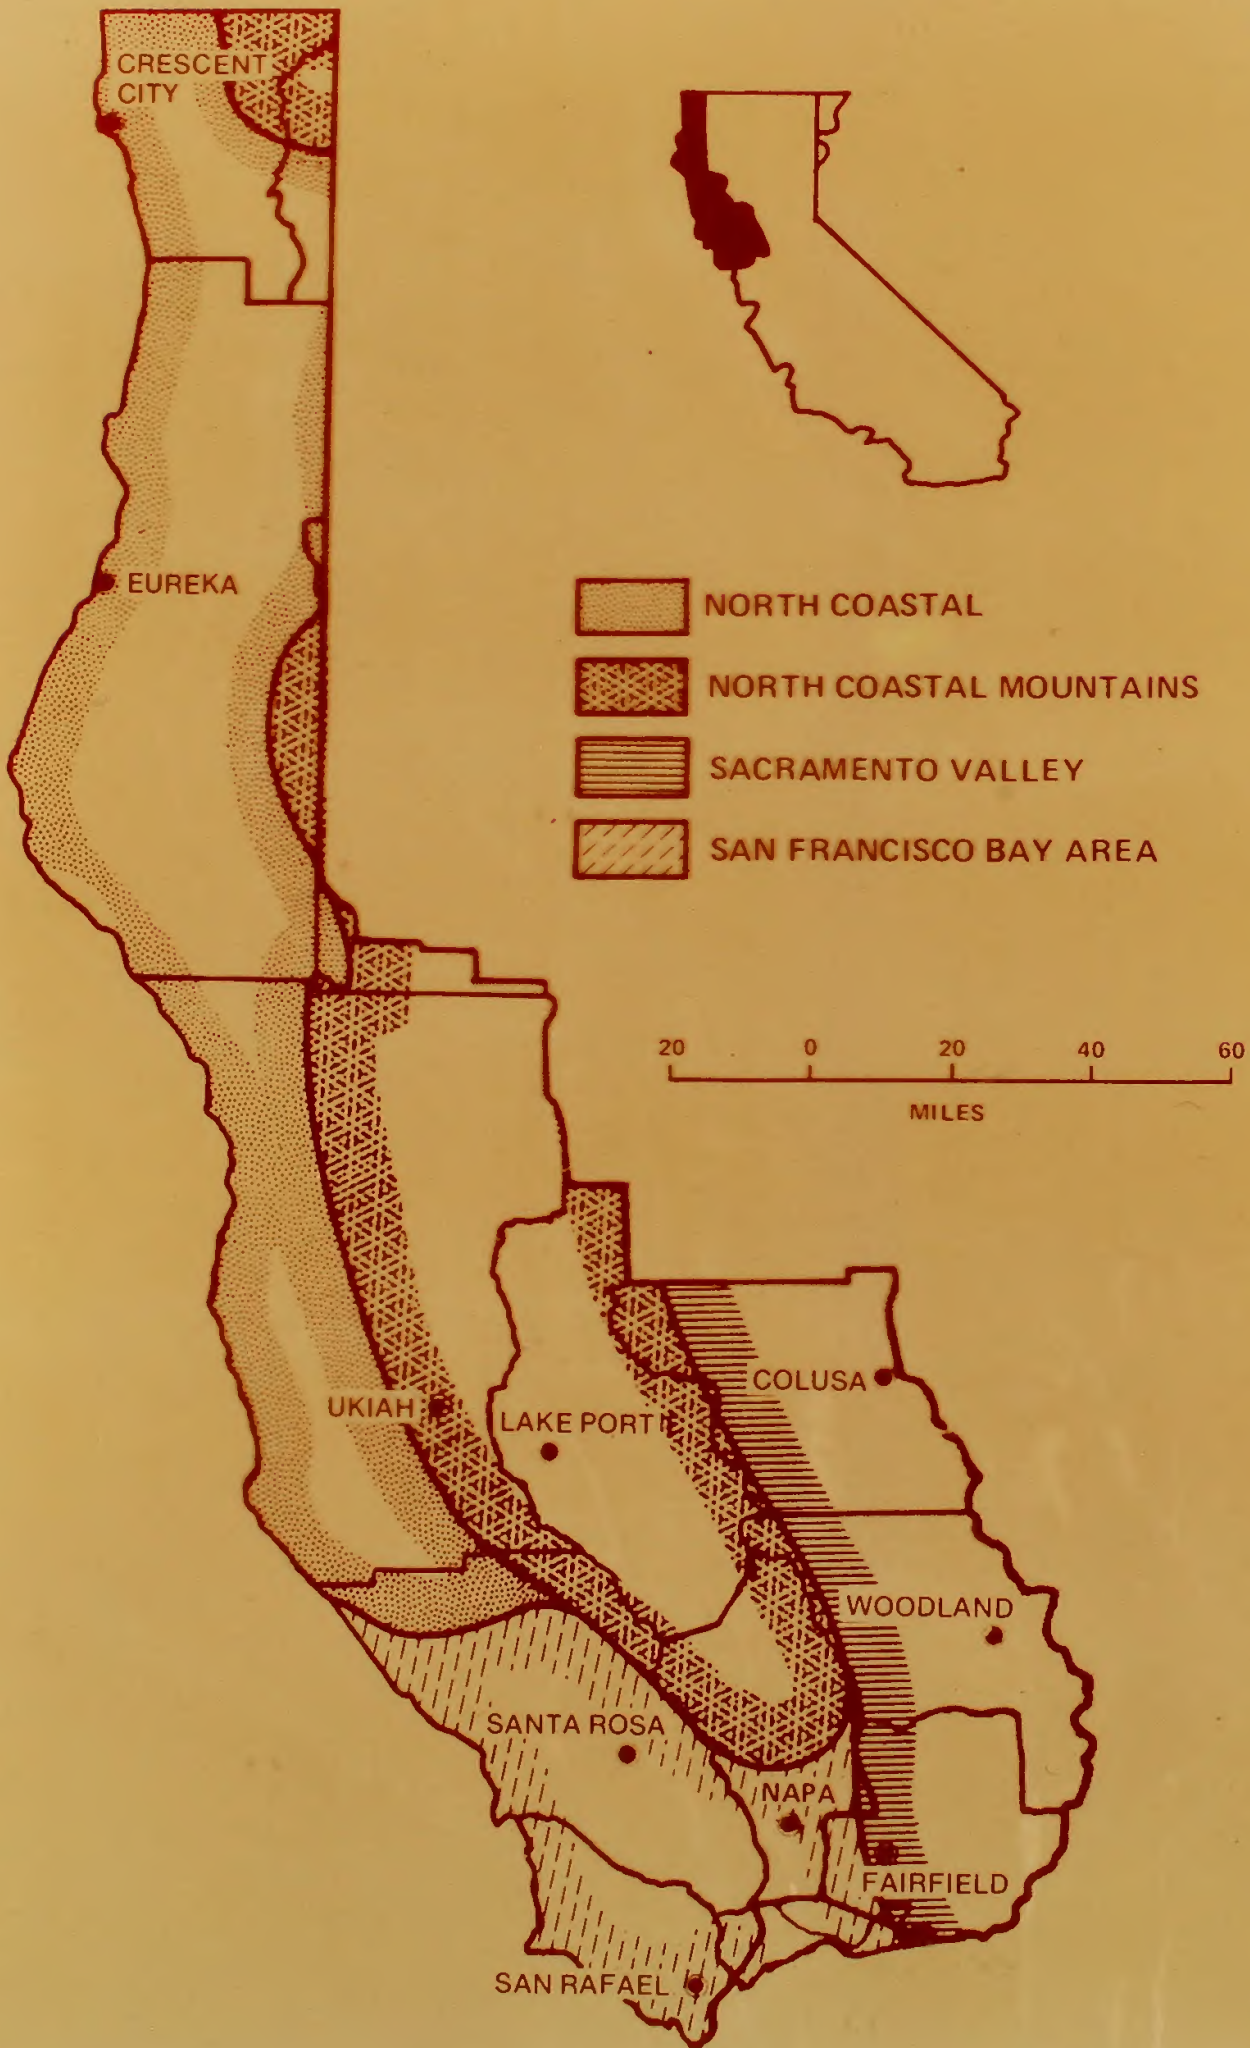 CRESCENT
CITY
EUREKA
NORTH COASTAL
NORTH COASTAL MOUNTAINS
SACRAMENTO VALLEY
SAN FRANCISCO BAY AREA
20 0 20 40 60
MILES
COLUSA
UKIAH
LAKE PORT
WOODLAND
SANTA ROSA
NAPA
FAIRFIELD
SAN RAFAEL